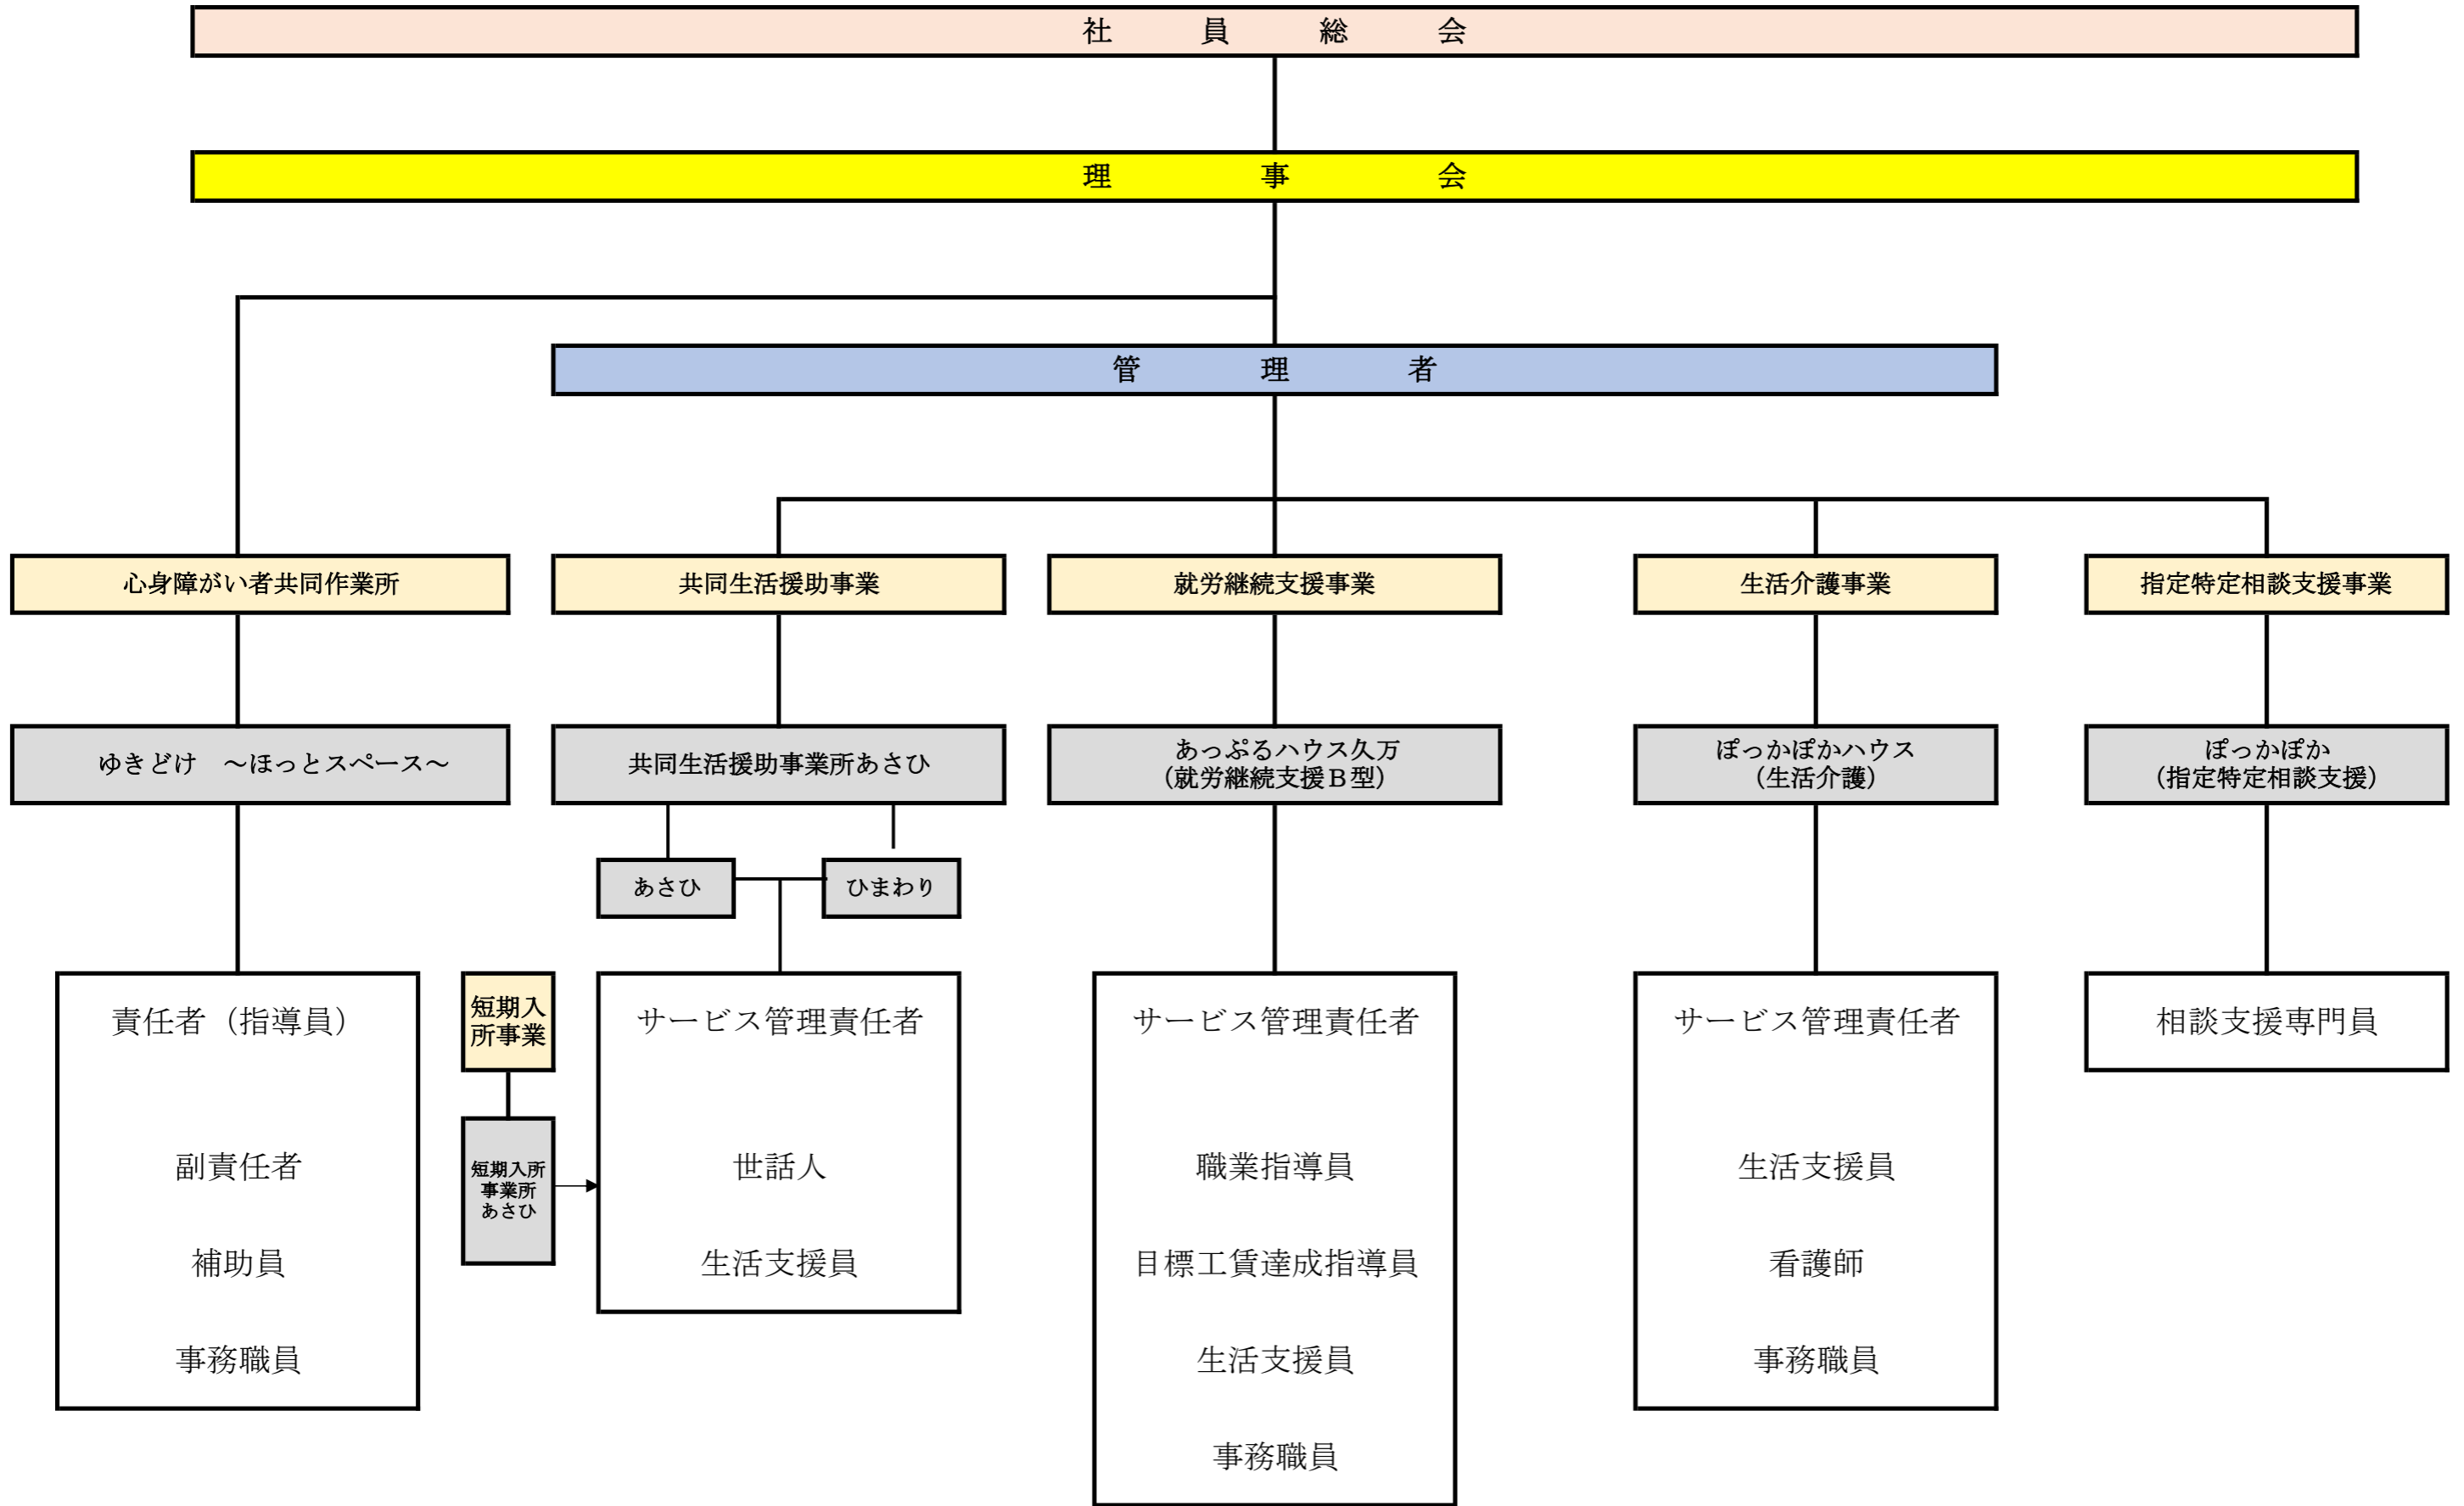 社員総会
理事会
管理者
心身障がい者共同作業所
共同生活援助事業
就労継続支援事業
生活介護事業
指定特定相談支援事業
ゆきどけ　～ほっとスペース～
共同生活援助事業所あさひ
あっぷるハウス久万
（就労継続支援Ｂ型）
ぽっかぽかハウス
（生活介護）
ぽっかぽか
（指定特定相談支援）
あさひ
ひまわり
責任者（指導員）
副責任者
補助員
事務職員
短期入
所事業
短期入所
事業所
あさひ
サービス管理責任者
世話人
生活支援員
サービス管理責任者
職業指導員
目標工賃達成指導員
生活支援員
事務職員
サービス管理責任者
生活支援員
看護師
事務職員
相談支援専門員